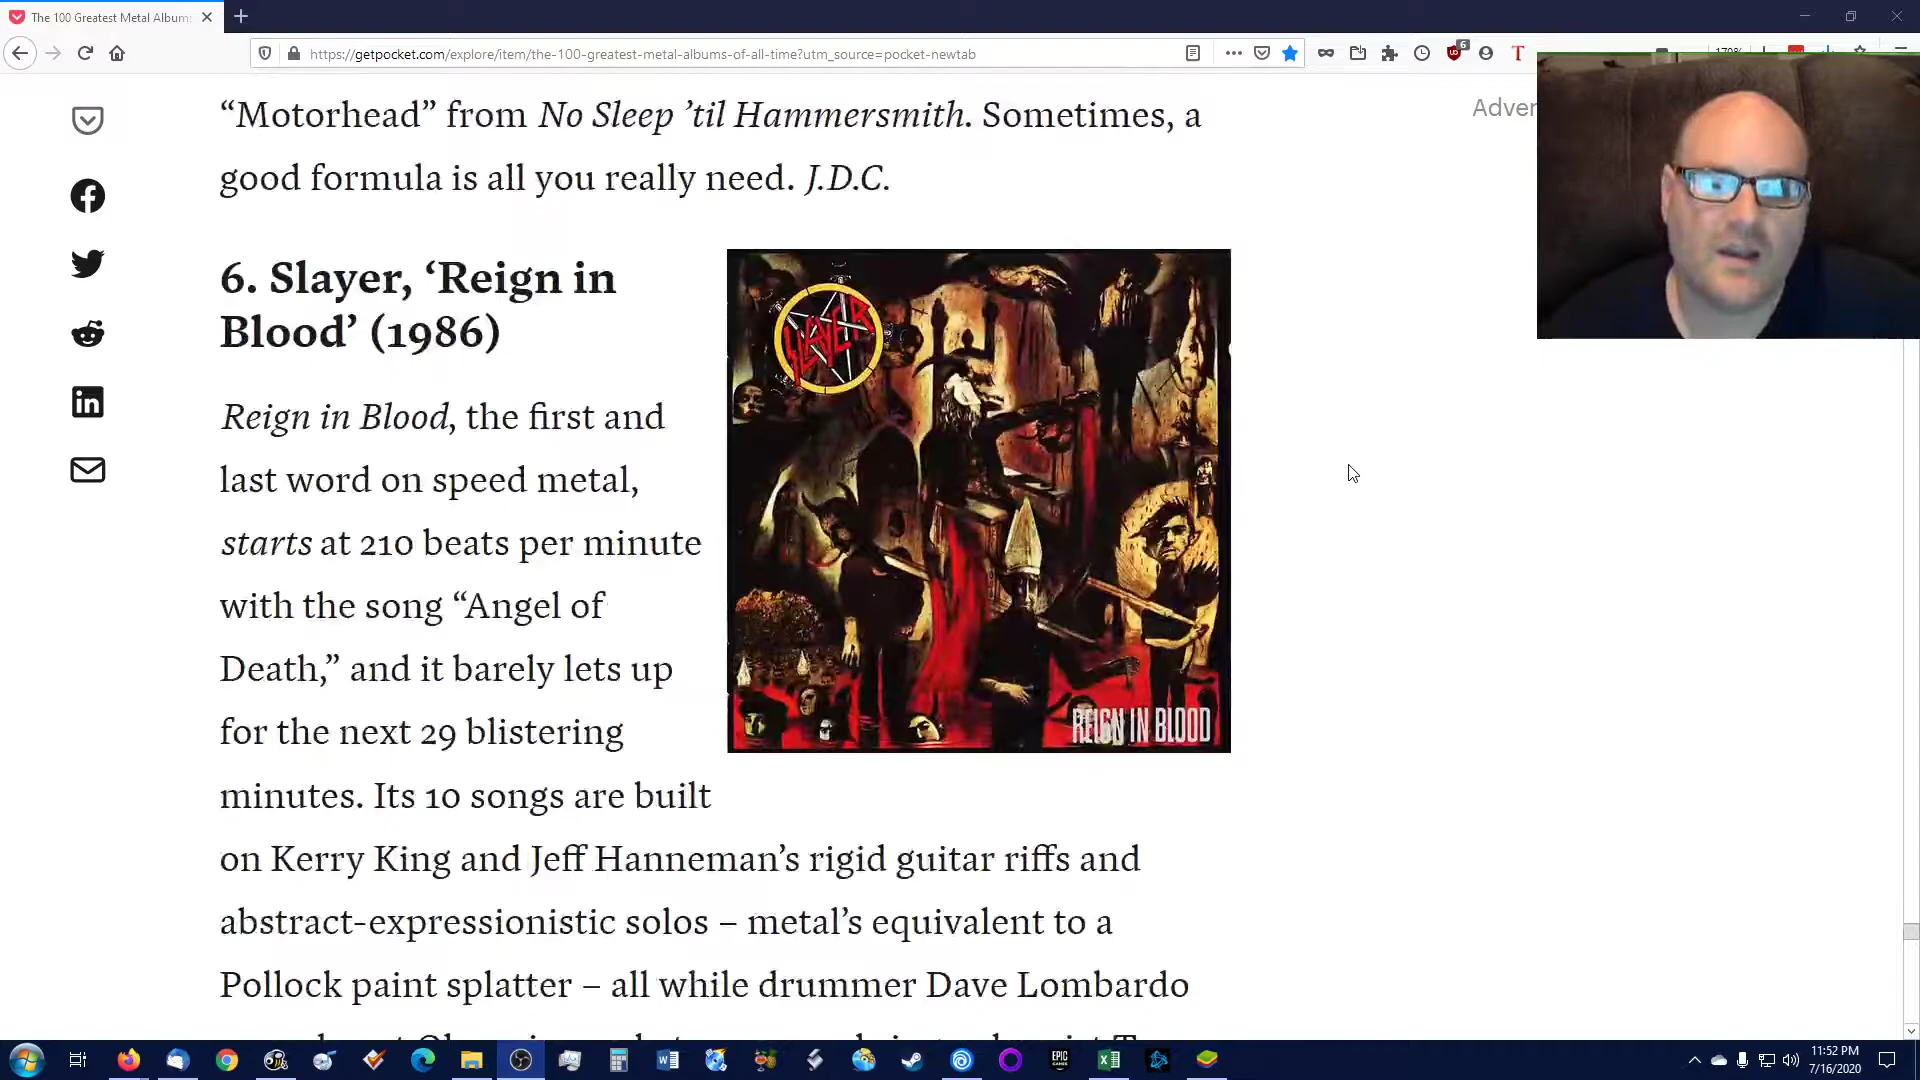 The 100 Greatest Metal Albums
https://getpocket.com/explore/item/the-100-greatest-metal-albums-of-all-time?utm_source=pocket-newtab
6
T
“Motorhead” from No Sleep ’til Hammersmith. Sometimes, a
good formula is all you really need. J.D.C.
Adver
6. Slayer, ‘Reign in
Blood’ (1986)
SLAYER
REIGN IN BLOOD
Reign in Blood, the first and
last word on speed metal,
starts at 210 beats per minute
with the song “Angel of
Death,” and it barely lets up
for the next 29 blistering
minutes. Its 10 songs are built
on Kerry King and Jeff Hanneman’s rigid guitar riffs and
abstract-expressionistic solos – metal’s equivalent to a
Pollock paint splatter – all while drummer Dave Lombardo
11:52 PM
7/16/2020